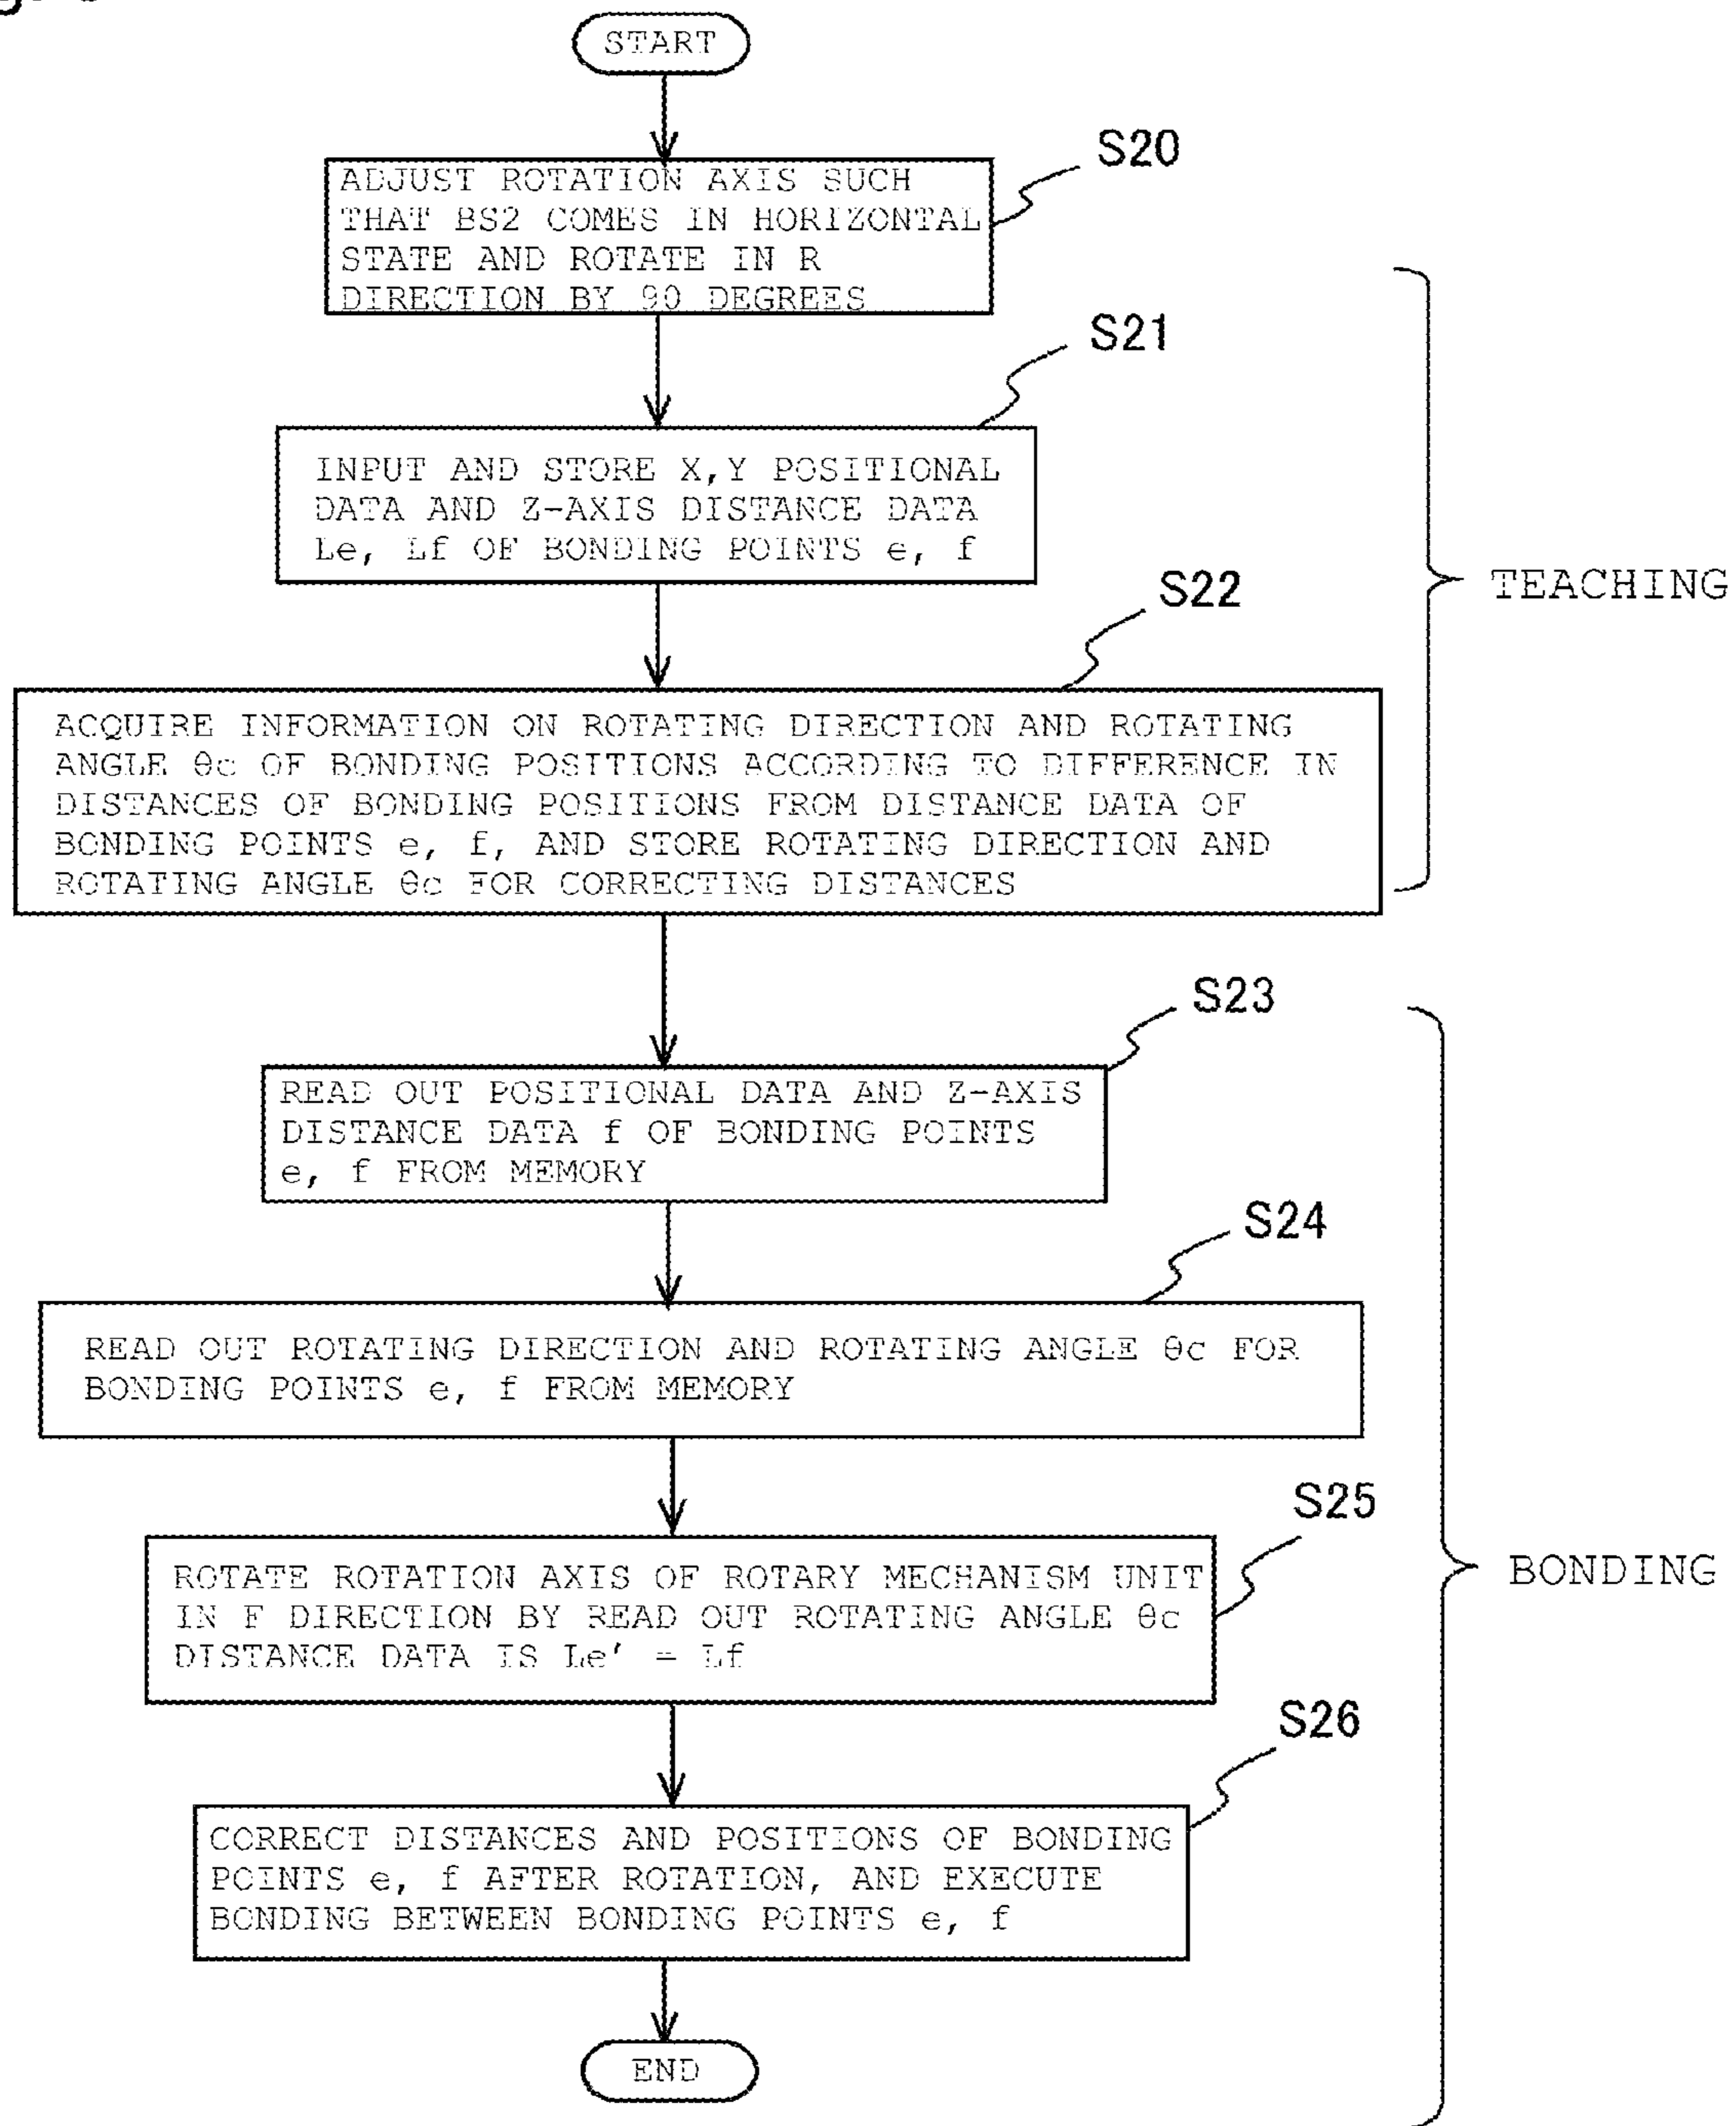 START
S20
ADJUST ROTATION AXIS SUCH
THAT BS2 COMES IN HORIZONTAL
STATE AND ROTATE IN R
DIRECTION BY 90 DEGREES
S21
INPUT AND STORE X,Y POSITIONAL
DATA AND Z-AXIS DISTANCE DATA
Le, Lf OF BONDING POINTS e, f
TEACHING
S22
ACQUIRE INFORMATION ON ROTATING DIRECTION AND ROTATING
ANGLE θc OF BONDING POSITIONS ACCORDING TO DIFFERENCE IN
DISTANCES OF BONDING POSITIONS FROM DISTANCE DATA OF
BONDING POINTS e, f, AND STORE ROTATING DIRECTION AND
ROTATING ANGLE θc FOR CORRECTING DISTANCES
S23
READ OUT POSITIONAL DATA AND Z-AXIS
DISTANCE DATA f OF BONDING POINTS
e, f FROM MEMORY
S24
READ OUT ROTATING DIRECTION AND ROTATING ANGLE θc FOR
BONDING POINTS e, f FROM MEMORY
S25
ROTATE ROTATION AXIS OF ROTARY MECHANISM UNIT
IN F DIRECTION BY READ OUT ROTATING ANGLE θc
DISTANCE DATA IS Le' = Lf
BONDING
S26
CORRECT DISTANCES AND POSITIONS OF BONDING
POINTS e, f AFTER ROTATION, AND EXECUTE
BONDING BETWEEN BONDING POINTS e, f
END